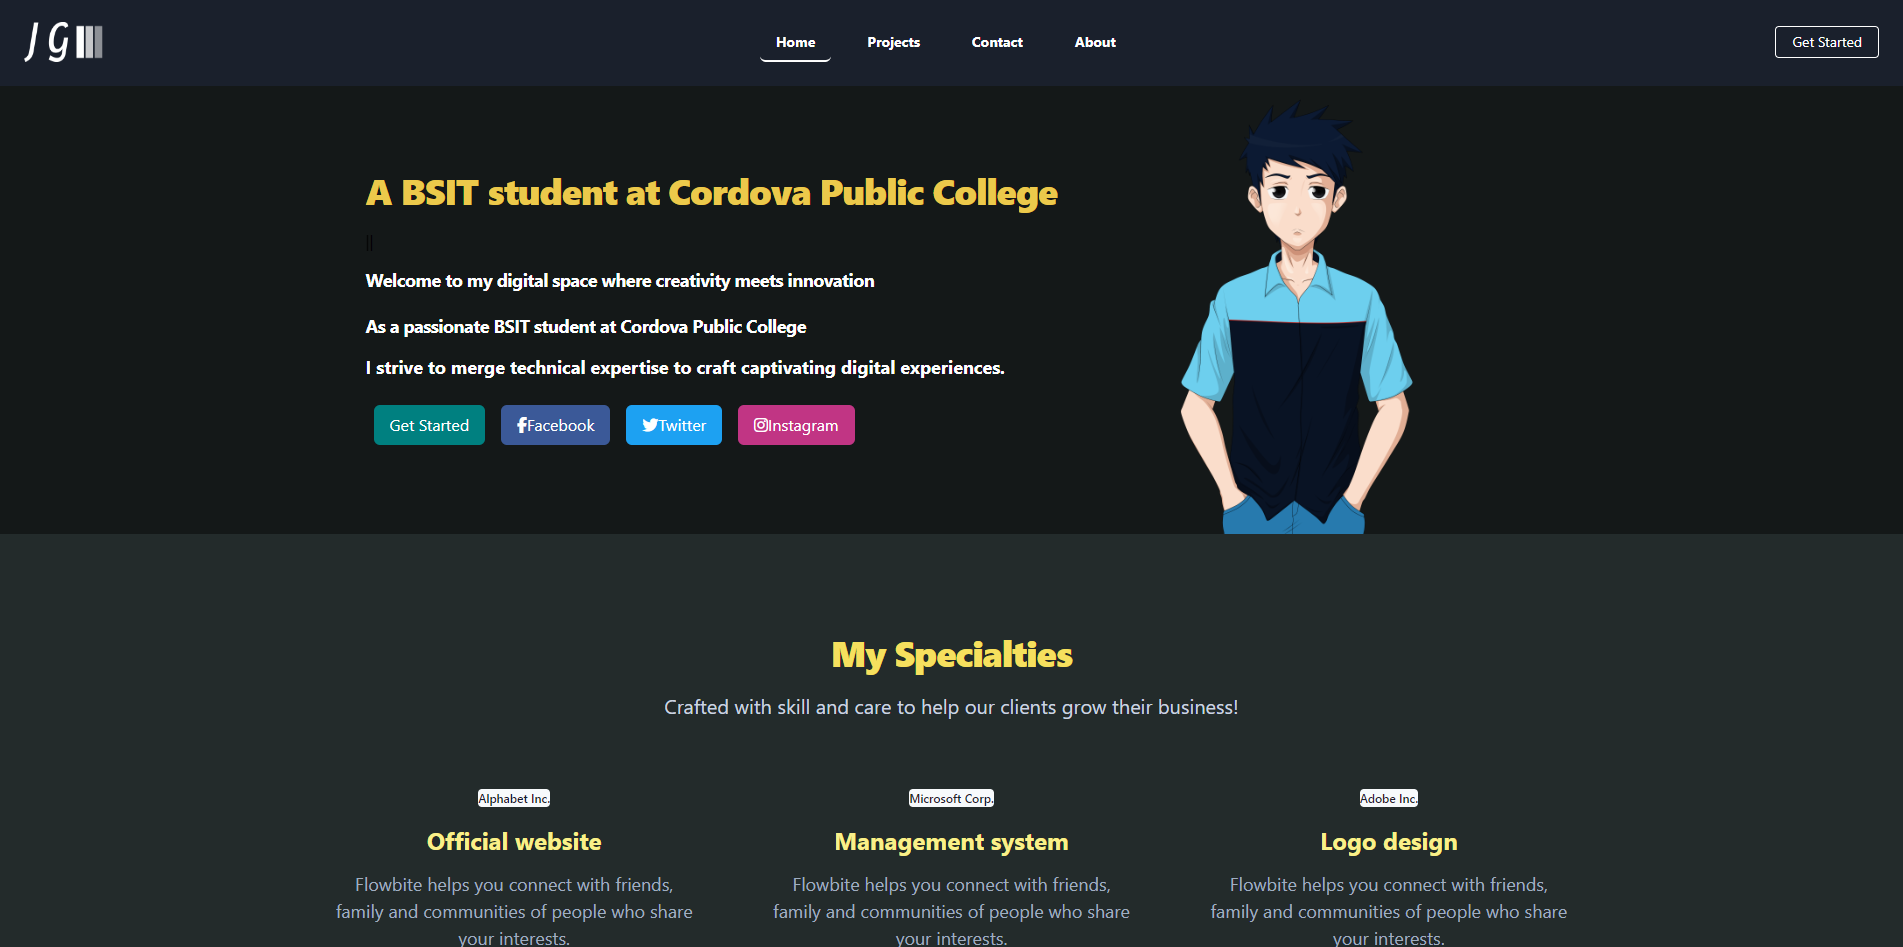 JG
Home Projects Contact About Get Started
A BSIT student at Cordova Public College
||
Welcome to my digital space where creativity meets innovation
As a passionate BSIT student at Cordova Public College
I strive to merge technical expertise to craft captivating digital experiences.
Get Started Facebook Twitter Instagram
My Specialties
Crafted with skill and care to help our clients grow their business!
Alphabet Inc.
Official website
Flowbite helps you connect with friends,
family and communities of people who share
your interests.
Microsoft Corp.
Management system
Flowbite helps you connect with friends,
family and communities of people who share
your interests.
Adobe Inc.
Logo design
Flowbite helps you connect with friends,
family and communities of people who share
your interests.